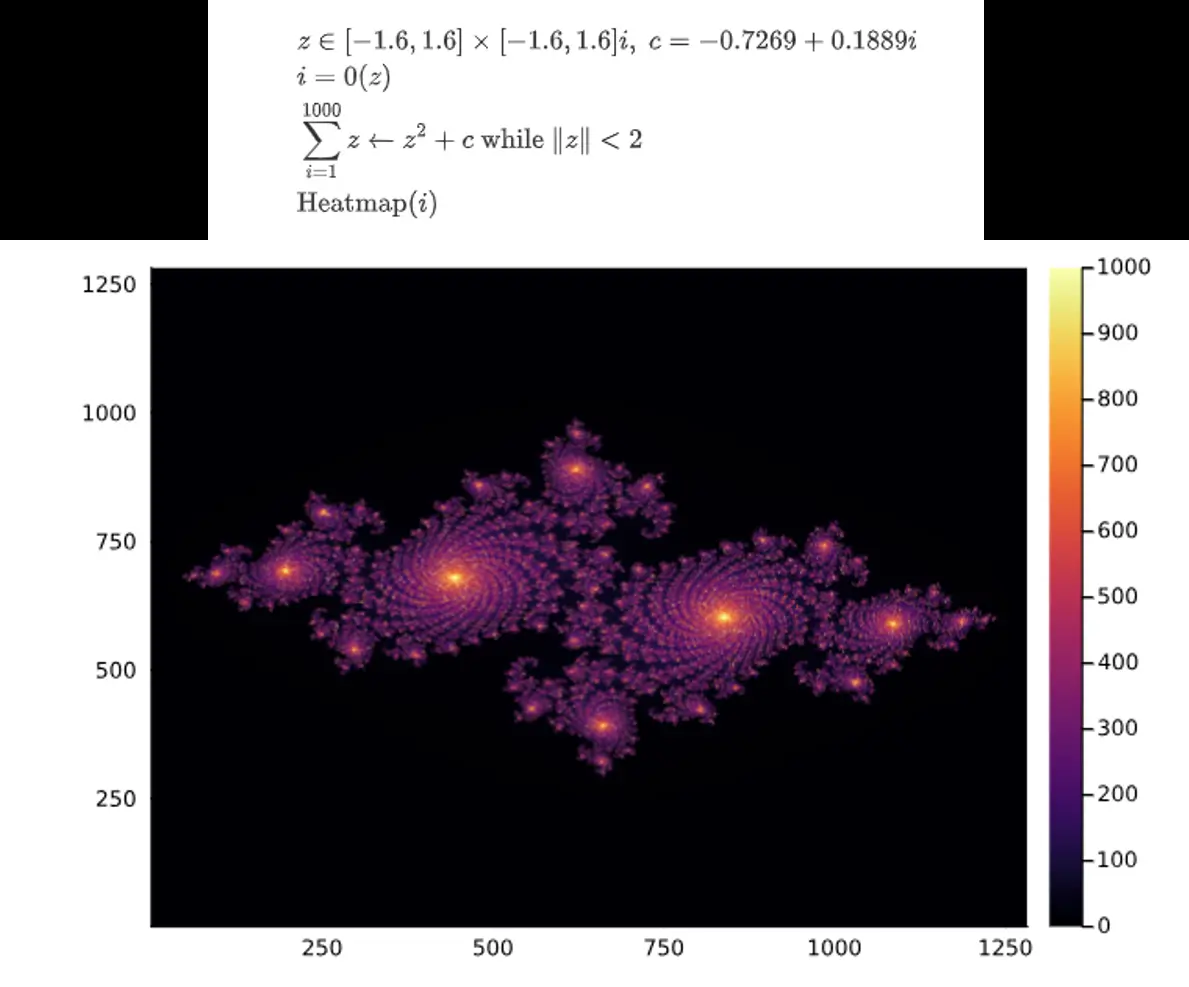 z ∈ [−1.6, 1.6] × [−1.6, 1.6]i, c = −0.7269 + 0.1889i
i = 0(z)
1000
∑ z ← z² + c while ‖z‖ < 2
i=1
Heatmap(i)
1250
1000
750
500
250
250 500 750 1000 1250
1000
900
800
700
600
500
400
300
200
100
0